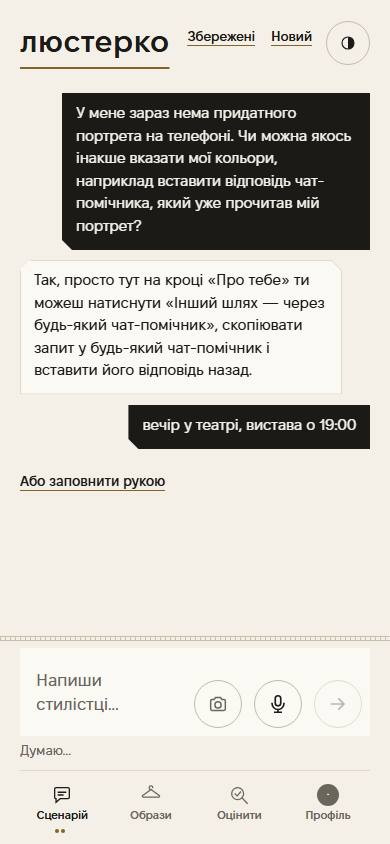 люстерко
Збережені Новий
У мене зараз нема придатного
портрета на телефоні. Чи можна якось
інакше вказати мої кольори,
наприклад вставити відповідь чат-
помічника, який уже прочитав мій
портрет?
Так, просто тут на кроці «Про тебе» ти
можеш натиснути «Інший шлях — через
будь-який чат-помічник», скопіювати
запит у будь-який чат-помічник і
вставити його відповідь назад.
вечір у театрі, вистава о 19:00
Або заповнити рукою
Напиши
стилістці...
Думаю...
Сценарій Образи Оцінити Профіль